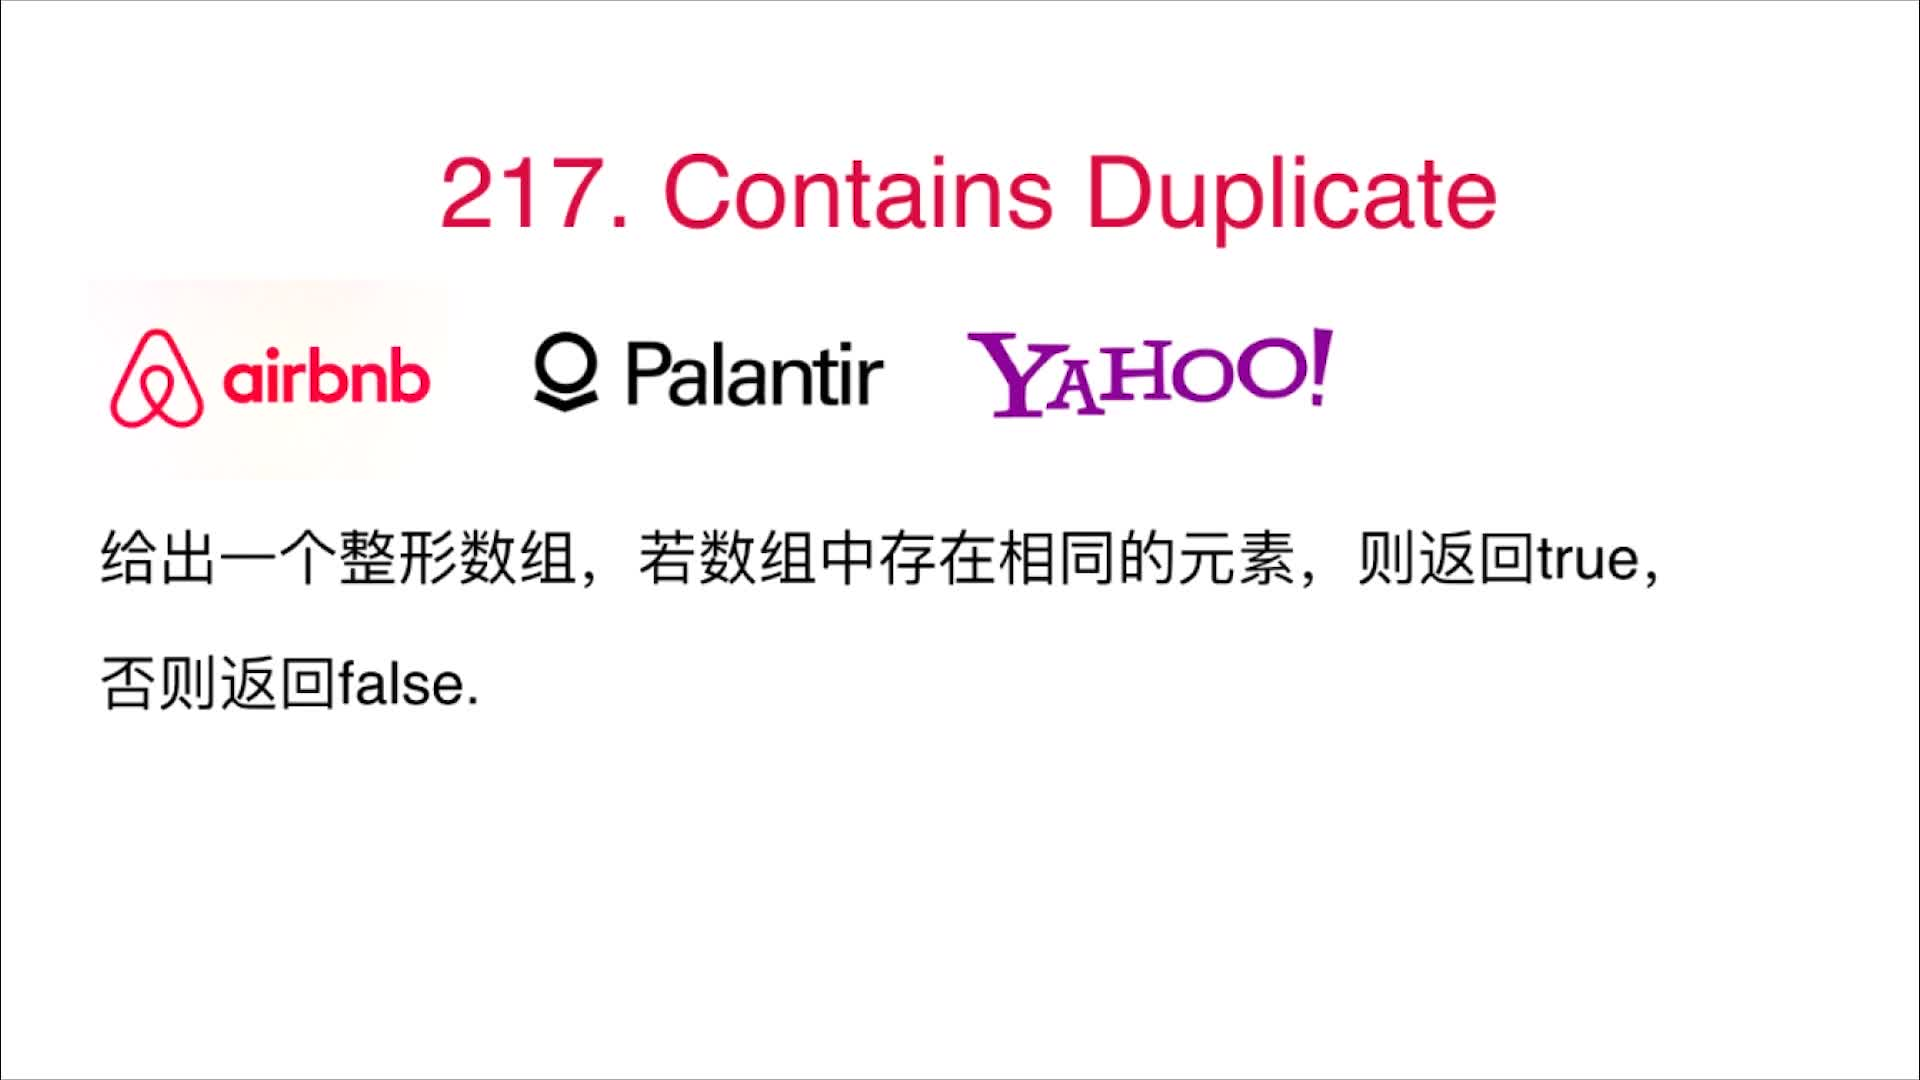 217. Contains Duplicate
airbnb Palantir YAHOO!
给出一个整形数组，若数组中存在相同的元素，则返回true，
否则返回false.